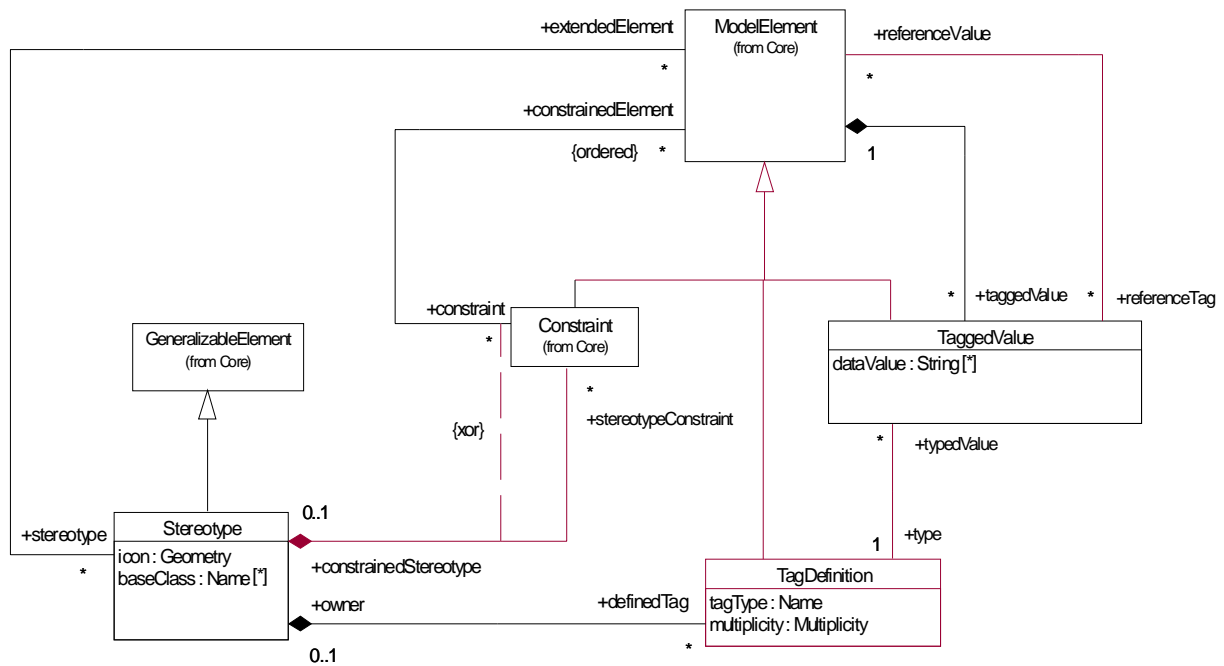 +extendedElement
*
ModelElement
(from Core)
+referenceValue
*
+constrainedElement
{ordered}
*
1
+constraint
*
Constraint
(from Core)
*
+taggedValue
*
+referenceTag
GeneralizableElement
(from Core)
TaggedValue
dataValue : String [*]
*
+stereotypeConstraint
{xor}
*
+typedValue
0..1
+stereotype
*
Stereotype
icon : Geometry
baseClass : Name [*]
+constrainedStereotype
1
+type
+owner
0..1
+definedTag
*
TagDefinition
tagType : Name
multiplicity : Multiplicity